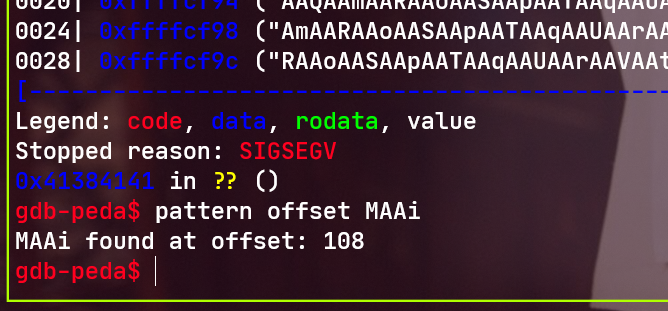 0020| 0xffffcf94 ("AAQAAmAARAAoAASAApAATAAqAAUA
0024| 0xffffcf98 ("AmAARAAoAASAApAATAAqAAUAArAA
0028| 0xffffcf9c ("RAAoAASAApAATAAqAAUAArAAVAAt
[------------------------------------------------
Legend: code, data, rodata, value
Stopped reason: SIGSEGV
0x41384141 in ?? ()
gdb-peda$ pattern offset MAAi
MAAi found at offset: 108
gdb-peda$